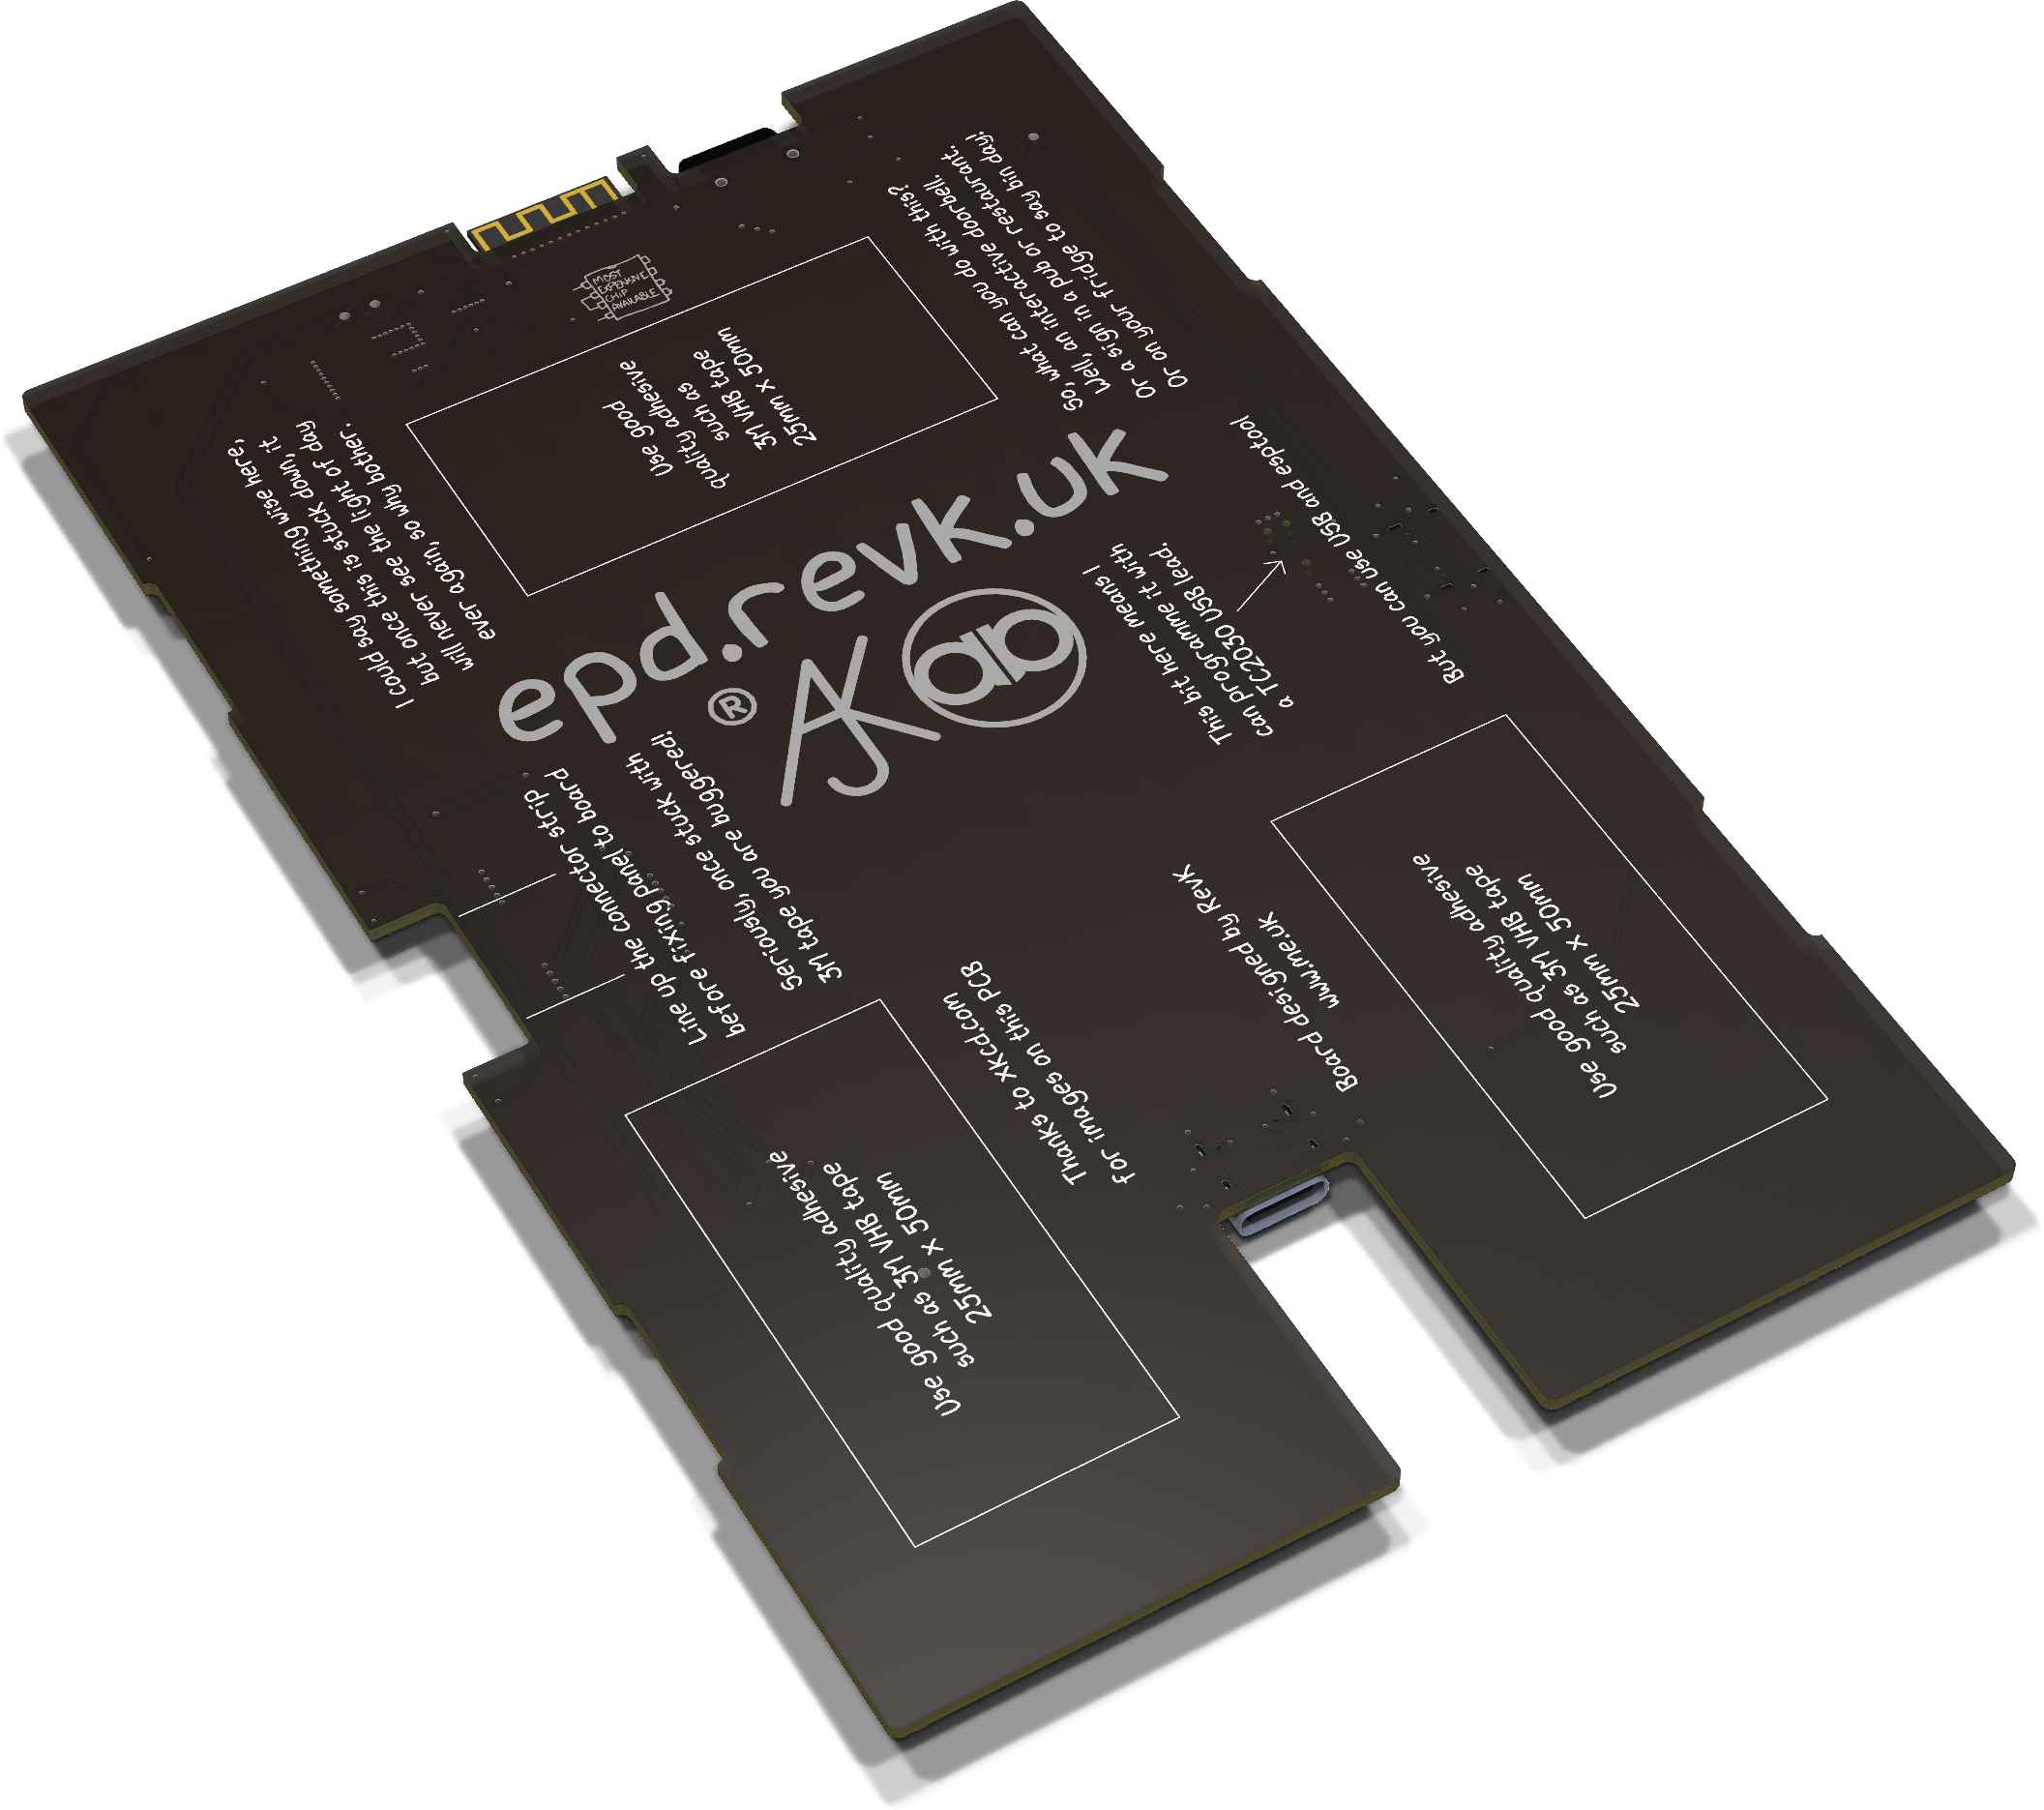 MOST
EXPENSIVE
CHIP
AVAILABLE
So, what can you do with this?
Well, an interactive doorbell.
Or a sign in a pub or restaurant.
Or on your fridge to say bin day!
Use good
quality adhesive
such as
3M VHB tape
25mm x 50mm
I could say something wise here,
but once this is stuck down, it
will never see the light of day
ever again, so why bother.
epd.revk.uk
®
AJK
aa
But you can use USB and esptool
This bit here means I
can programme it with
a TC2030 USB lead.
Line up the connector strip
before fixing panel to board
Seriously, once stuck with
3M tape you are buggered!
Board designed by RevK
www.me.uk
Thanks to xkcd.com
for images on this PCB
Use good quality adhesive
such as 3M VHB tape
25mm x 50mm
Use good quality adhesive
such as 3M VHB tape
25mm x 50mm